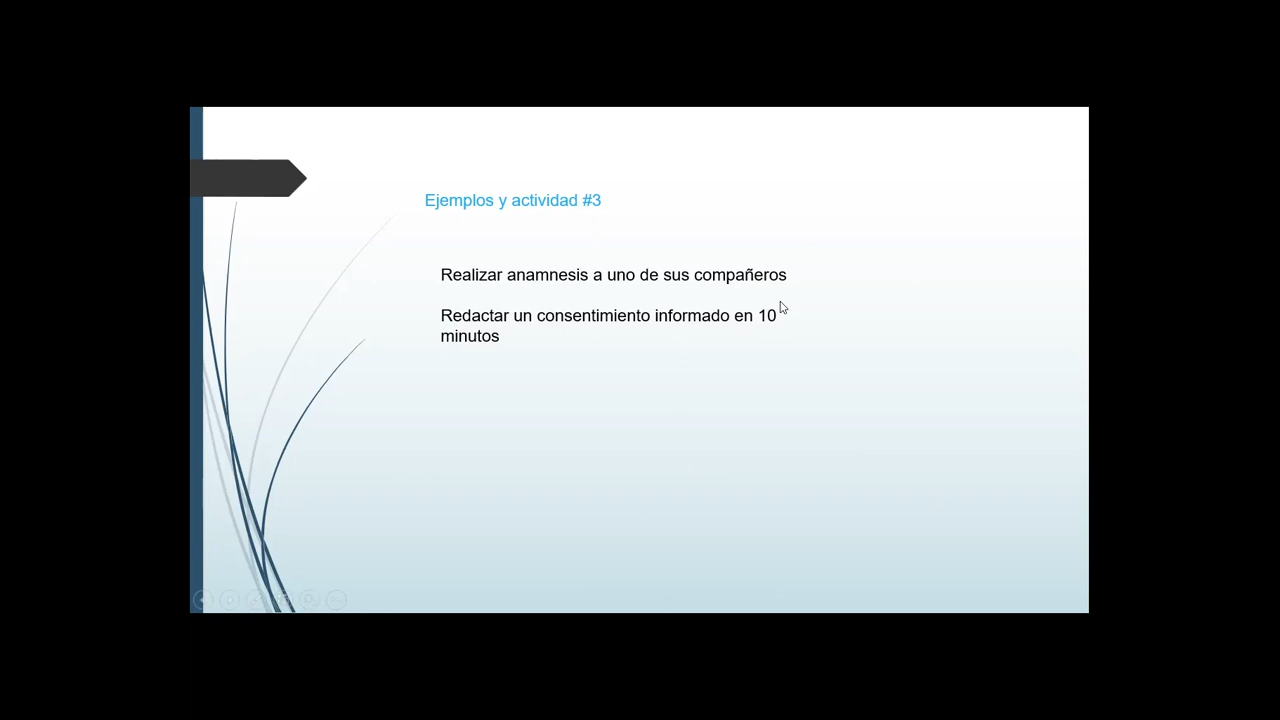 Ejemplos y actividad #3
Realizar anamnesis a uno de sus compañeros
Redactar un consentimiento informado en 10
minutos